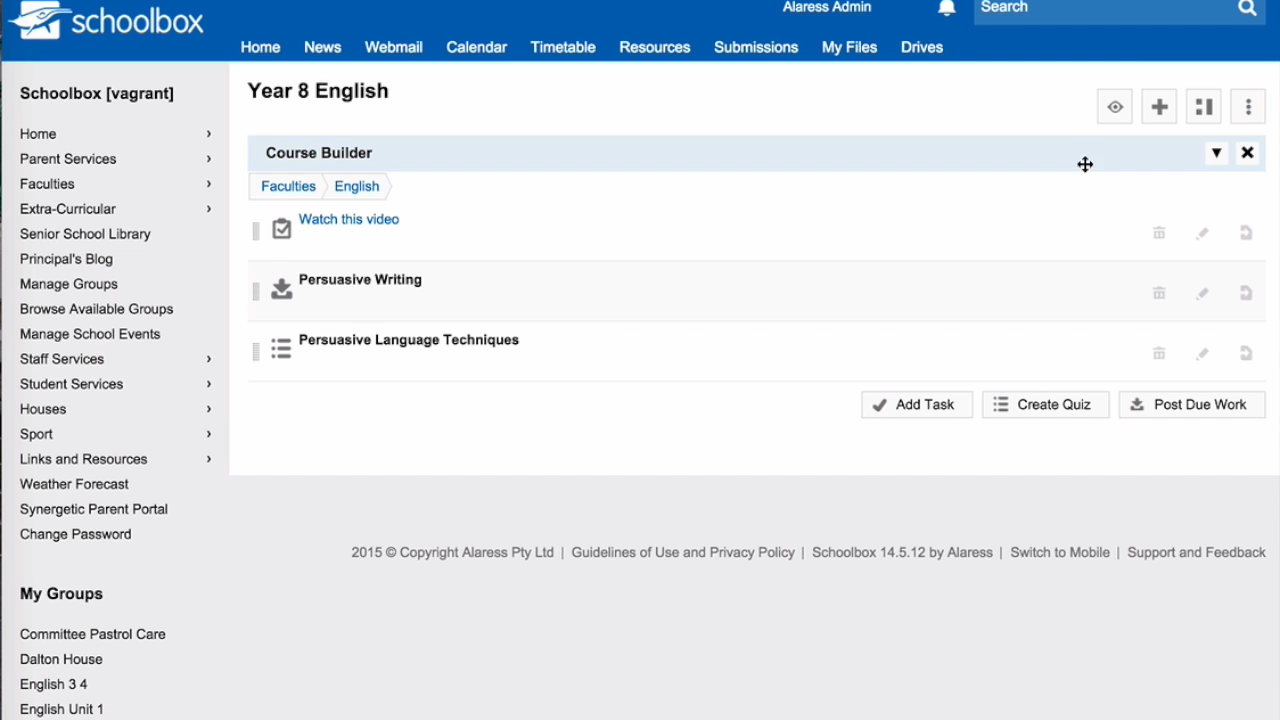 schoolbox
Alaress Admin
Search
Home News Webmail Calendar Timetable Resources Submissions My Files Drives
Schoolbox [vagrant]
Home
Parent Services
Faculties
Extra-Curricular
Senior School Library
Principal's Blog
Manage Groups
Browse Available Groups
Manage School Events
Staff Services
Student Services
Houses
Sport
Links and Resources
Weather Forecast
Synergetic Parent Portal
Change Password
My Groups
Committee Pastrol Care
Dalton House
English 3 4
English Unit 1
Year 8 English
Course Builder
Faculties English
Watch this video
Persuasive Writing
Persuasive Language Techniques
Add Task Create Quiz Post Due Work
2015 © Copyright Alaress Pty Ltd | Guidelines of Use and Privacy Policy | Schoolbox 14.5.12 by Alaress | Switch to Mobile | Support and Feedback